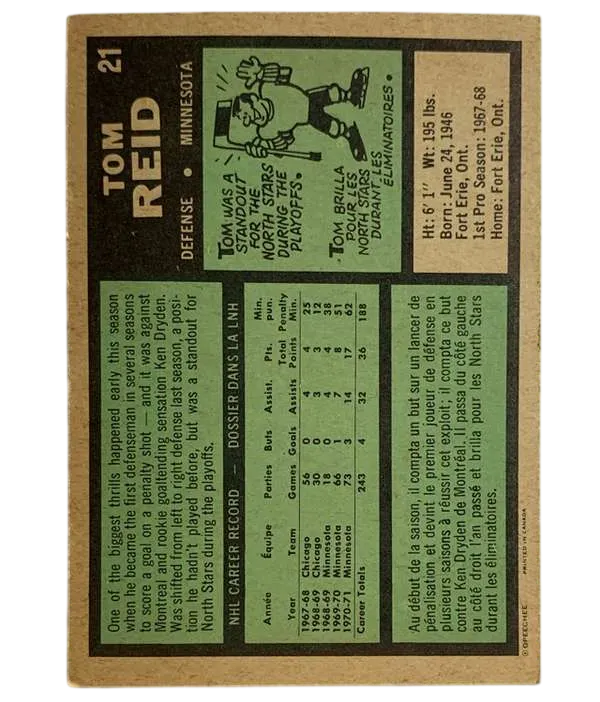 One of the biggest thrills happened early this season
when he became the first defenseman in several seasons
to score a goal on a penalty shot — and it was against
Montreal and rookie goaltending sensation Ken Dryden.
Was shifted from left to right defense last season, a posi-
tion he hadn't played before, but was a standout for
North Stars during the playoffs.
TOM 21
REID
DEFENSE • MINNESOTA
NHL CAREER RECORD — DOSSIER DANS LA LNH
Année Équipe Parties Buts Assist. Pts. Min. pun.
Year Team Games Goals Assists Total Points Penalty Min.
1967-68 Chicago 56 0 4 4 25
1968-69 Chicago 30 0 3 3 12
1968-69 Minnesota 18 0 4 4 38
1969-70 Minnesota 66 1 7 8 51
1970-71 Minnesota 73 3 14 17 62
Career Totals 243 4 32 36 188
TOM WAS A
STANDOUT
FOR THE
NORTH STARS
DURING THE
PLAYOFFS.
TOM BRILLA
POUR LES
NORTH STARS
DURANT LES
ÉLIMINATOIRES.
Au début de la saison, il compta un but sur un lancer de
pénalisation et devint le premier joueur de défense en
plusieurs saisons à réussir cet exploit; il compta ce but
contre Ken Dryden de Montréal. Il passa du côté gauche
au côté droit l'an passé et brilla pour les North Stars
durant les éliminatoires.
Ht: 6' 1" Wt: 195 lbs.
Born: June 24, 1946
Fort Erie, Ont.
1st Pro Season: 1967-68
Home: Fort Erie, Ont.
© OPEECHEE PRINTED IN CANADA